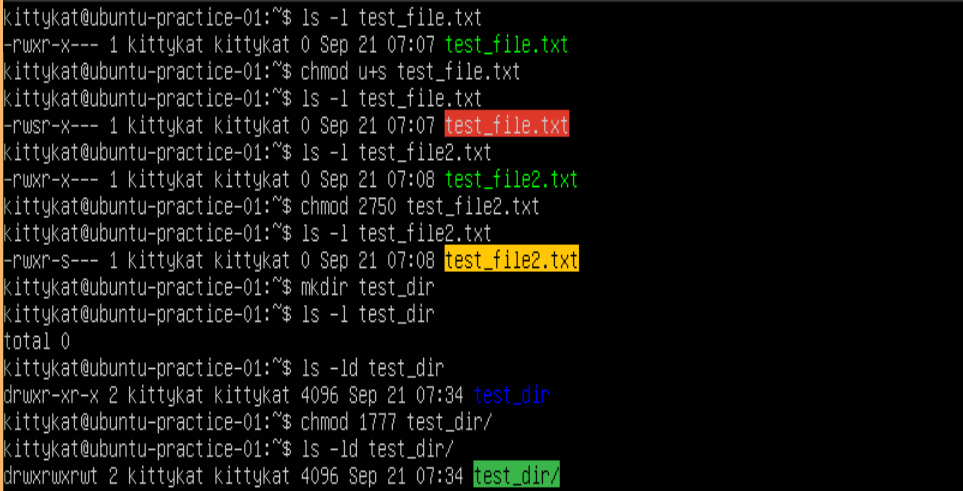 kittykat@ubuntu-practice-01:~$ ls -l test_file.txt
-rwxr-x--- 1 kittykat kittykat 0 Sep 21 07:07 test_file.txt
kittykat@ubuntu-practice-01:~$ chmod u+s test_file.txt
kittykat@ubuntu-practice-01:~$ ls -l test_file.txt
-rwsr-x--- 1 kittykat kittykat 0 Sep 21 07:07 test_file.txt
kittykat@ubuntu-practice-01:~$ ls -l test_file2.txt
-rwxr-x--- 1 kittykat kittykat 0 Sep 21 07:08 test_file2.txt
kittykat@ubuntu-practice-01:~$ chmod 2750 test_file2.txt
kittykat@ubuntu-practice-01:~$ ls -l test_file2.txt
-rwxr-s--- 1 kittykat kittykat 0 Sep 21 07:08 test_file2.txt
kittykat@ubuntu-practice-01:~$ mkdir test_dir
kittykat@ubuntu-practice-01:~$ ls -l test_dir
total 0
kittykat@ubuntu-practice-01:~$ ls -ld test_dir
drwxr-xr-x 2 kittykat kittykat 4096 Sep 21 07:34 test_dir
kittykat@ubuntu-practice-01:~$ chmod 1777 test_dir/
kittykat@ubuntu-practice-01:~$ ls -ld test_dir/
drwxrwxrwt 2 kittykat kittykat 4096 Sep 21 07:34 test_dir/